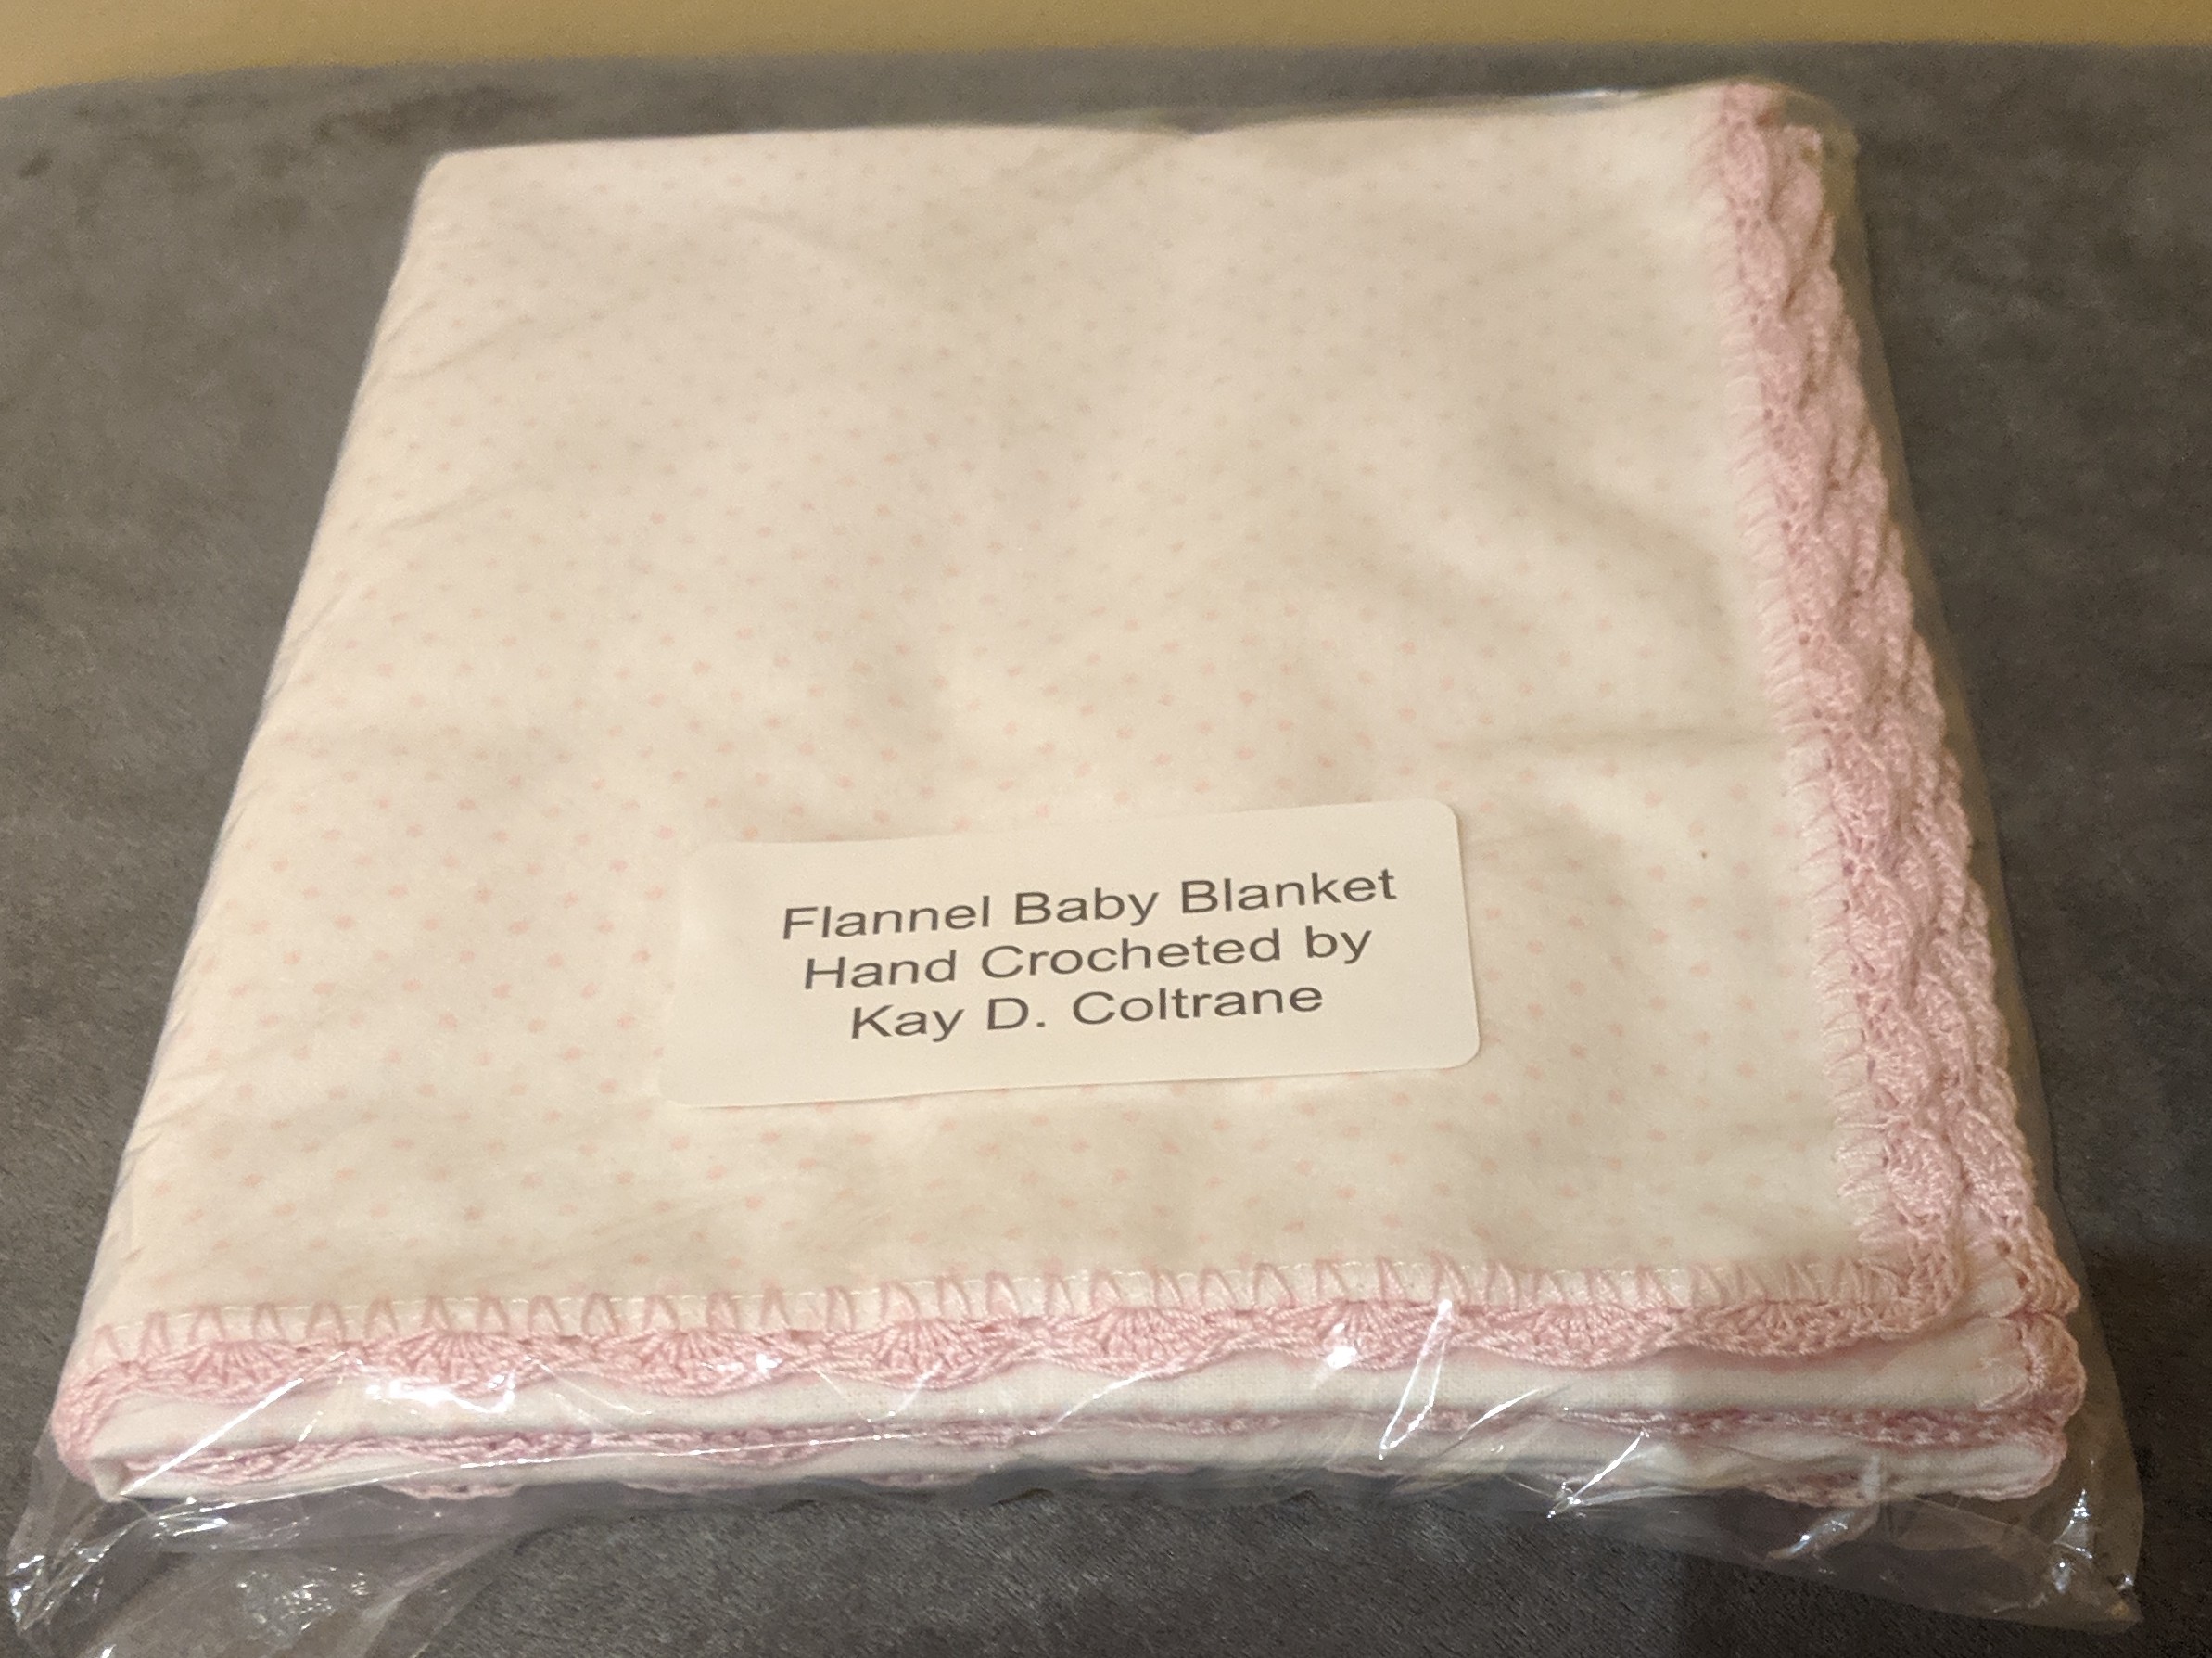 Flannel Baby Blanket
Hand Crocheted by
Kay D. Coltrane